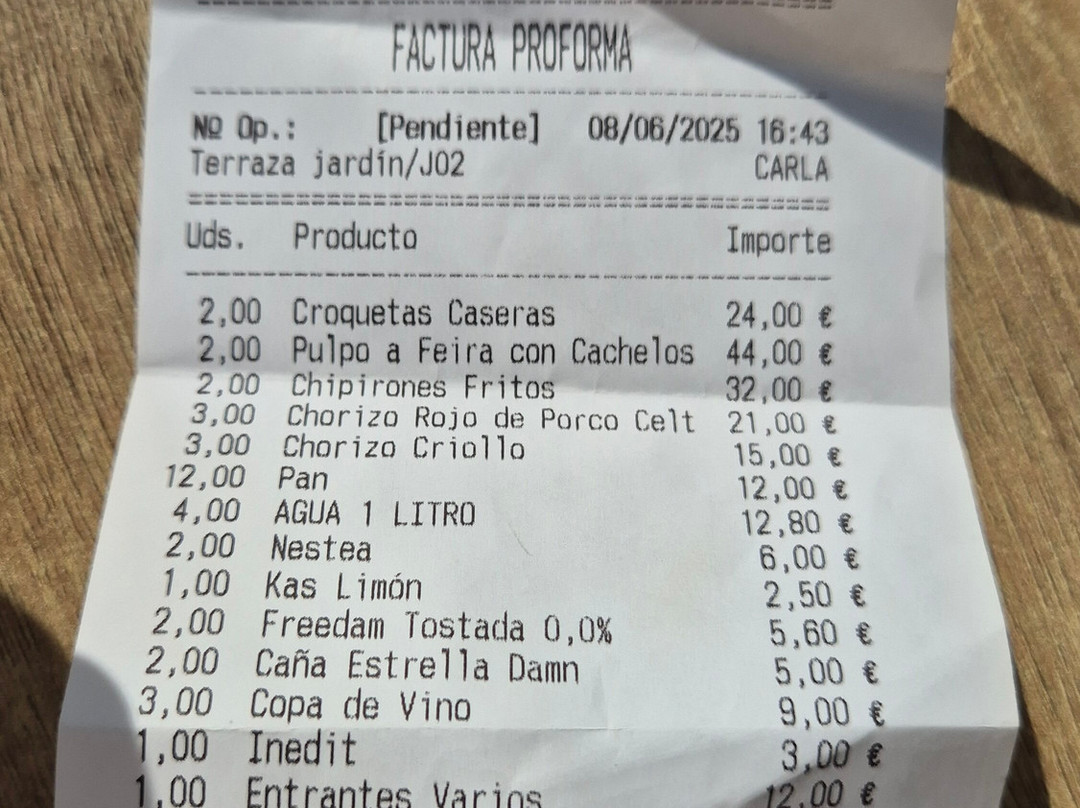 FACTURA PROFORMA
Nº Op.: [Pendiente] 08/06/2025 16:43
Terraza jardín/J02 CARLA
Uds. Producto Importe
2,00 Croquetas Caseras 24,00 €
2,00 Pulpo a Feira con Cachelos 44,00 €
2,00 Chipirones Fritos 32,00 €
3,00 Chorizo Rojo de Porco Celt 21,00 €
3,00 Chorizo Criollo 15,00 €
12,00 Pan 12,00 €
4,00 AGUA 1 LITRO 12,80 €
2,00 Nestea 6,00 €
1,00 Kas Limón 2,50 €
2,00 Freedam Tostada 0,0% 5,60 €
2,00 Caña Estrella Damn 5,00 €
3,00 Copa de Vino 9,00 €
1,00 Inedit 3,00 €
1,00 Entrantes Varios 12,00 €